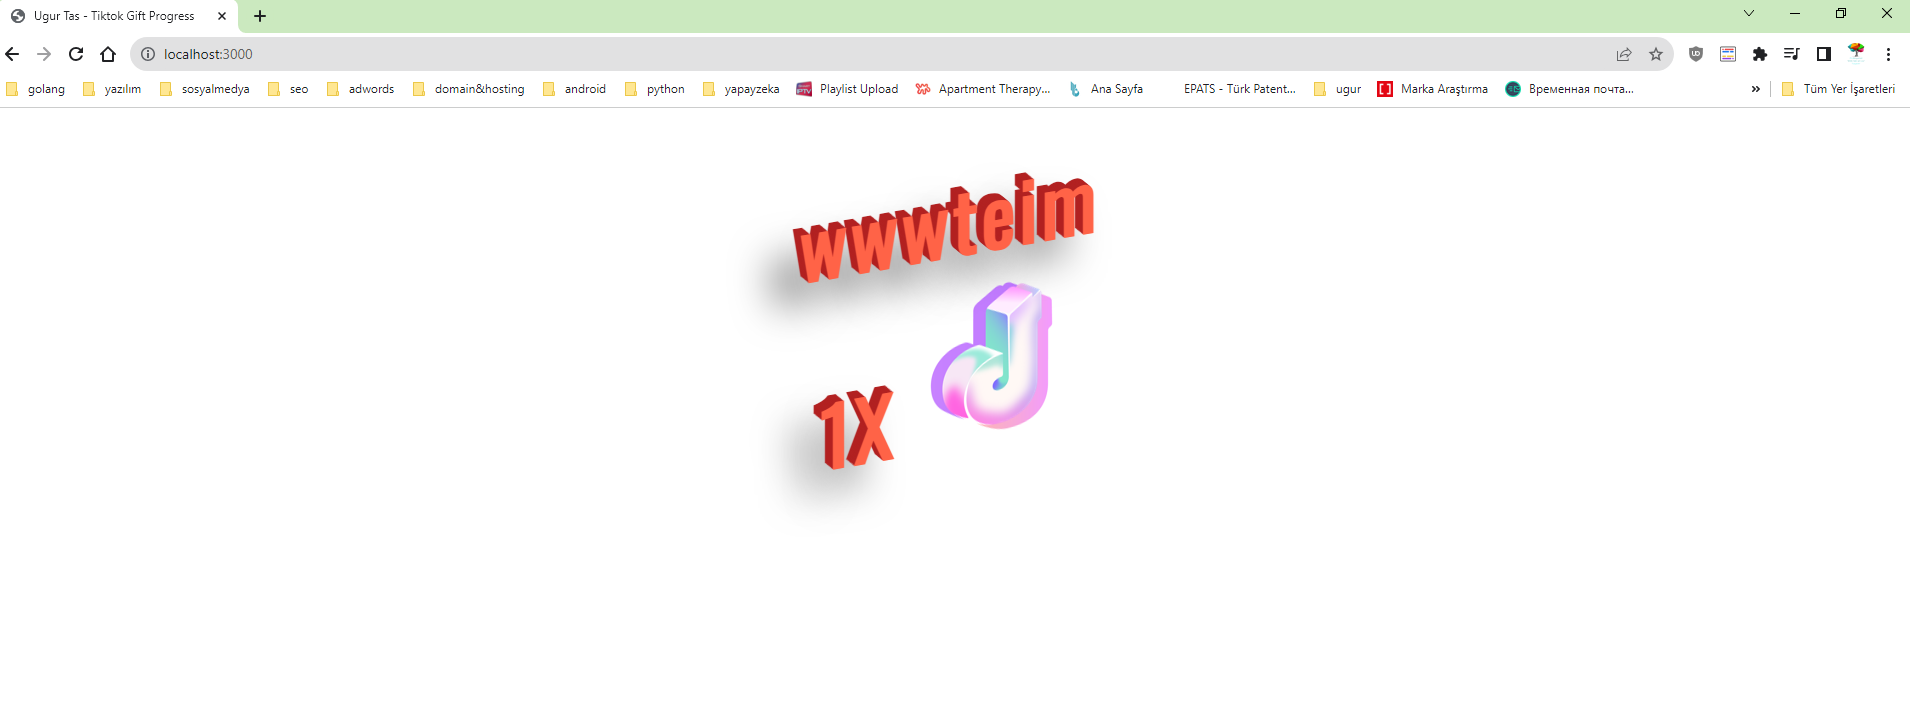 Ugur Tas - Tiktok Gift Progress
localhost:3000
golang yazılım sosyalmedya seo adwords domain&hosting android python yapayzeka Playlist Upload Apartment Therapy... Ana Sayfa EPATS - Türk Patent... ugur Marka Araştırma Временная почта... » Tüm Yer İşaretleri
wwwteim
1X